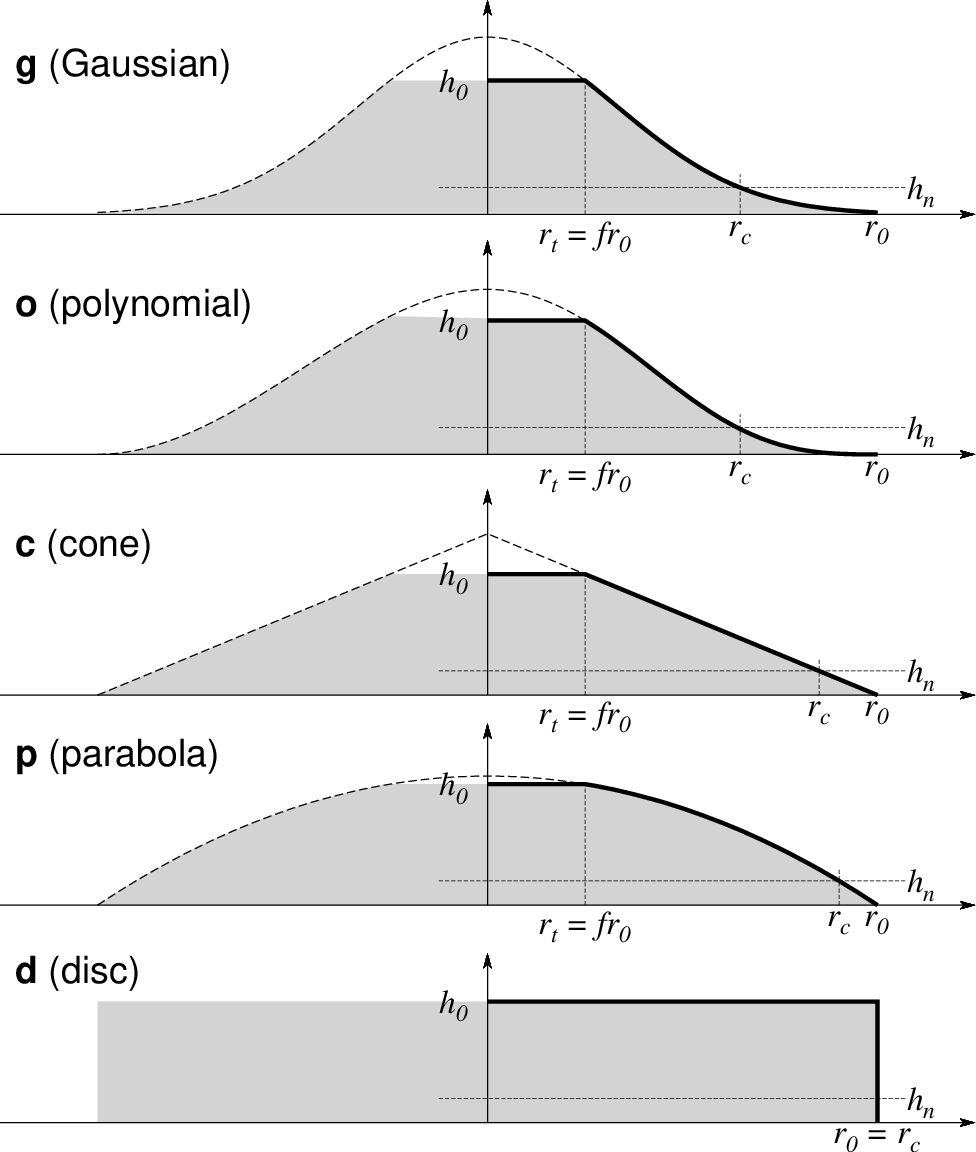 g (Gaussian)
h0
hn
rt = fr0
rc
r0
o (polynomial)
h0
hn
rt = fr0
rc
r0
c (cone)
h0
hn
rt = fr0
rc
r0
p (parabola)
h0
hn
rt = fr0
rc
r0
d (disc)
h0
hn
r0 = rc